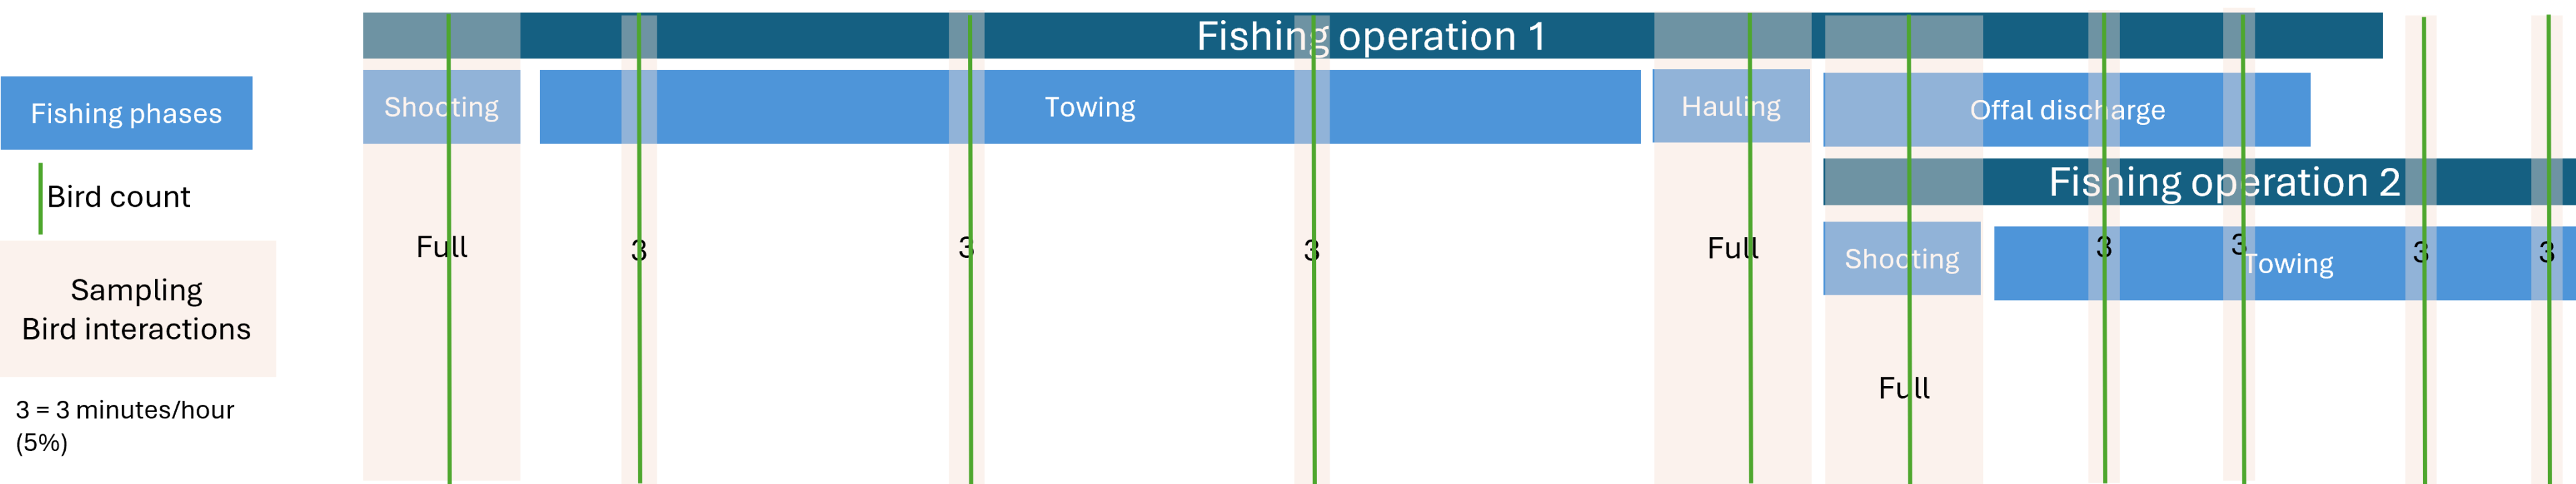 Fishing operation 1
Fishing phases
Shooting
Towing
Hauling
Offal discharge
Bird count
Fishing operation 2
Full
3
3
3
Full
Shooting
3
3
Towing
3
3
Sampling
Bird interactions
Full
3 = 3 minutes/hour
(5%)